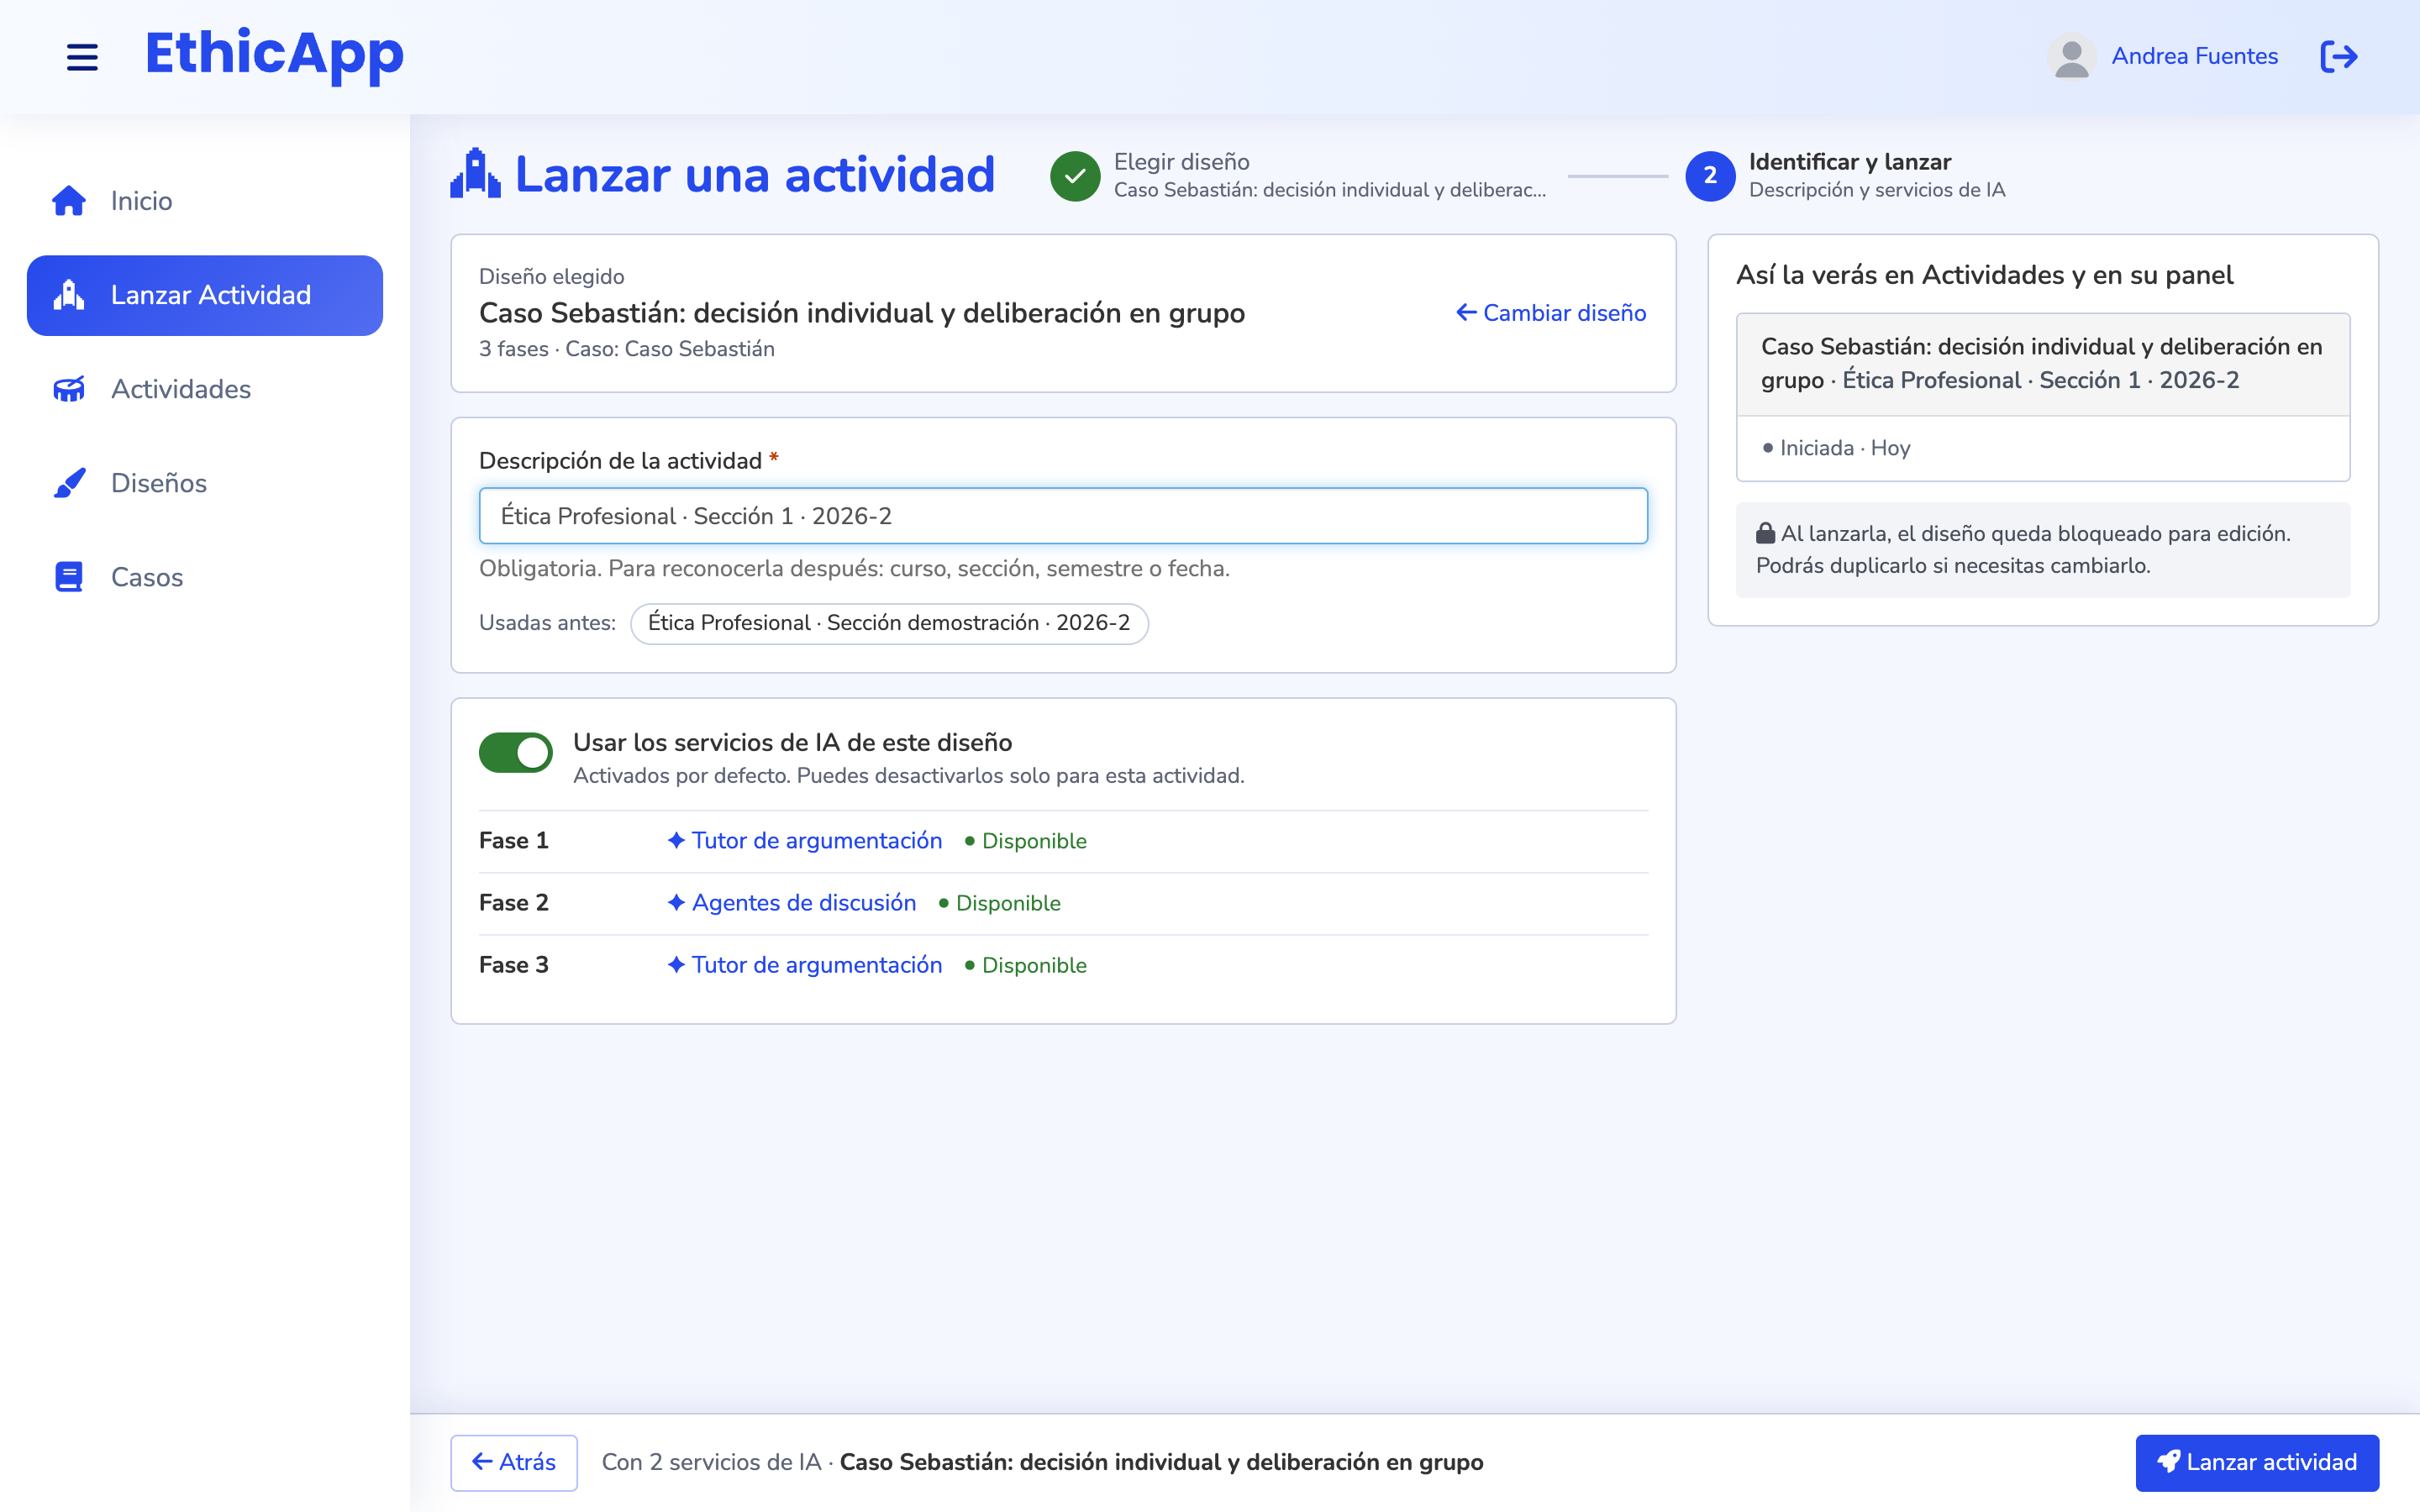 EthicApp
Andrea Fuentes
Inicio
Lanzar Actividad
Actividades
Diseños
Casos
Lanzar una actividad
Elegir diseño
Caso Sebastián: decisión individual y deliberac...
2
Identificar y lanzar
Descripción y servicios de IA
Diseño elegido
Caso Sebastián: decisión individual y deliberación en grupo
3 fases · Caso: Caso Sebastián
← Cambiar diseño
Descripción de la actividad *
Ética Profesional · Sección 1 · 2026-2
Obligatoria. Para reconocerla después: curso, sección, semestre o fecha.
Usadas antes: Ética Profesional · Sección demostración · 2026-2
Usar los servicios de IA de este diseño
Activados por defecto. Puedes desactivarlos solo para esta actividad.
Fase 1 Tutor de argumentación • Disponible
Fase 2 Agentes de discusión • Disponible
Fase 3 Tutor de argumentación • Disponible
Así la verás en Actividades y en su panel
Caso Sebastián: decisión individual y deliberación en
grupo · Ética Profesional · Sección 1 · 2026-2
• Iniciada · Hoy
Al lanzarla, el diseño queda bloqueado para edición.
Podrás duplicarlo si necesitas cambiarlo.
← Atrás
Con 2 servicios de IA · Caso Sebastián: decisión individual y deliberación en grupo
Lanzar actividad